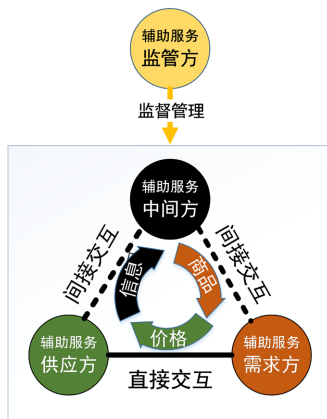 辅助服务
监管方
监督管理
辅助服务
中间方
间接交互
间接交互
信息
商品
价格
辅助服务
供应方
辅助服务
需求方
直接交互